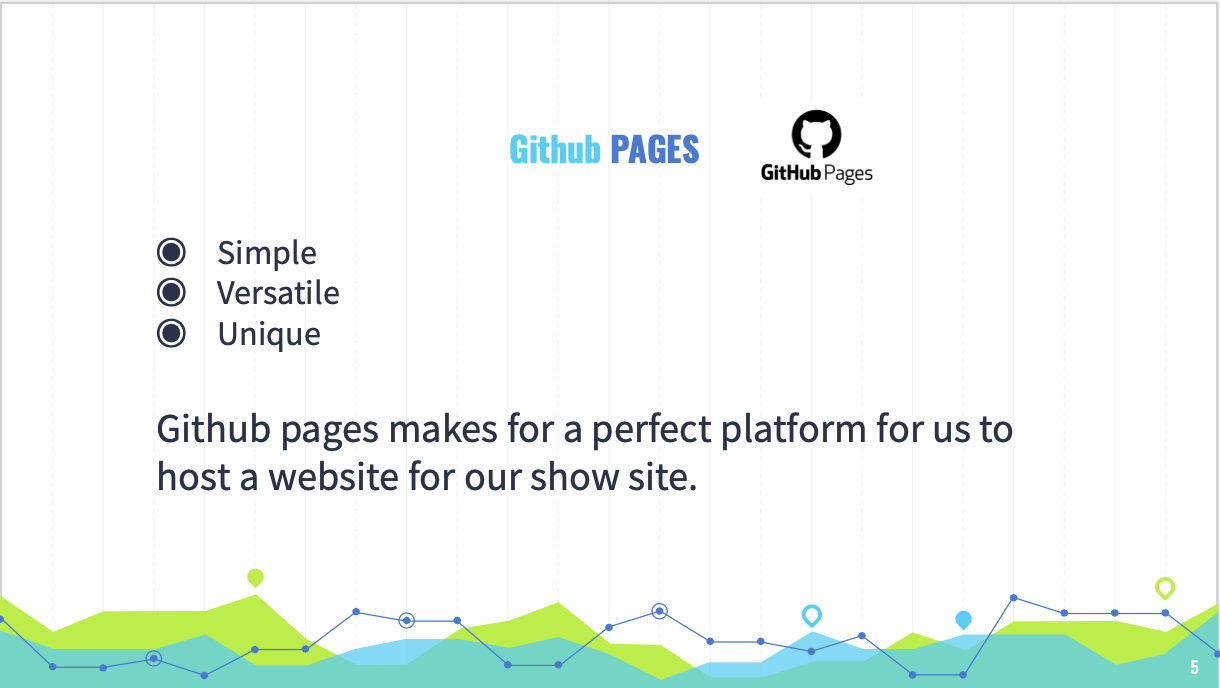 Github PAGES
GitHub Pages
Simple
Versatile
Unique
Github pages makes for a perfect platform for us to
host a website for our show site.
5